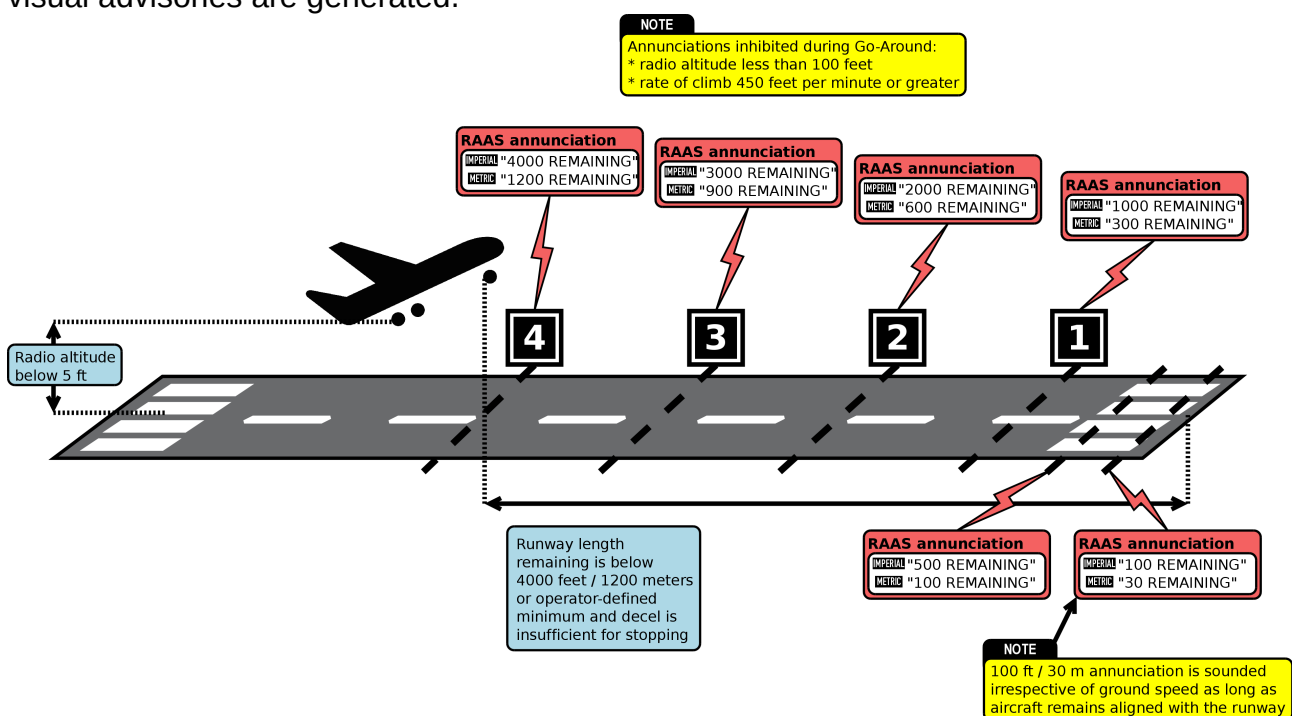 visual advisories are generated.
NOTE
Annunciations inhibited during Go-Around:
* radio altitude less than 100 feet
* rate of climb 450 feet per minute or greater
RAAS annunciation
IMPERIAL "4000 REMAINING"
METRIC "1200 REMAINING"
RAAS annunciation
IMPERIAL "3000 REMAINING"
METRIC "900 REMAINING"
RAAS annunciation
IMPERIAL "2000 REMAINING"
METRIC "600 REMAINING"
RAAS annunciation
IMPERIAL "1000 REMAINING"
METRIC "300 REMAINING"
4
3
2
1
Radio altitude
below 5 ft
Runway length
remaining is below
4000 feet / 1200 meters
or operator-defined
minimum and decel is
insufficient for stopping
RAAS annunciation
IMPERIAL "500 REMAINING"
METRIC "100 REMAINING"
RAAS annunciation
IMPERIAL "100 REMAINING"
METRIC "30 REMAINING"
NOTE
100 ft / 30 m annunciation is sounded
irrespective of ground speed as long as
aircraft remains aligned with the runway